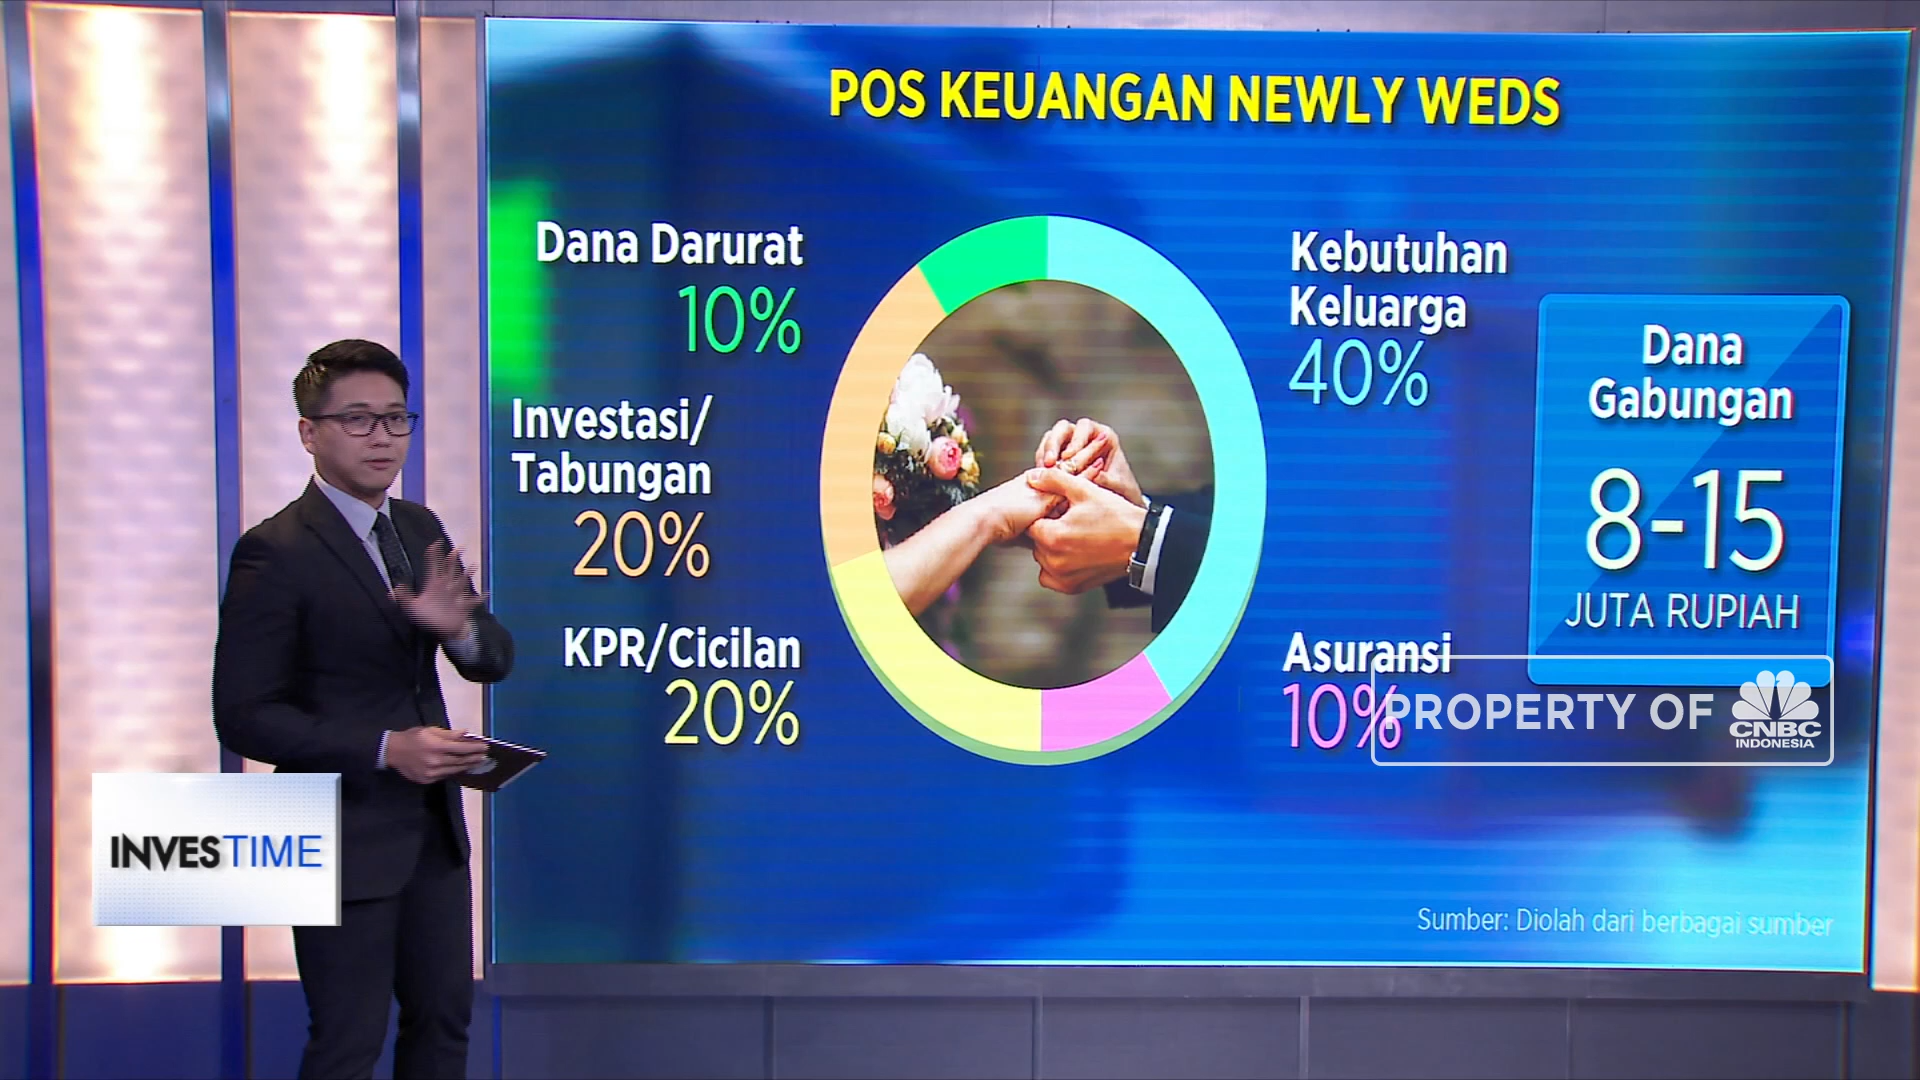 POS KEUANGAN NEWLY WEDS
Dana Darurat
10%
Investasi/
Tabungan
20%
KPR/Cicilan
20%
Kebutuhan
Keluarga
40%
Asuransi
10%
Dana
Gabungan
8-15
JUTA RUPIAH
PROPERTY OF
CNBC
INDONESIA
INVESTIME
Sumber: Diolah dari berbagai sumber